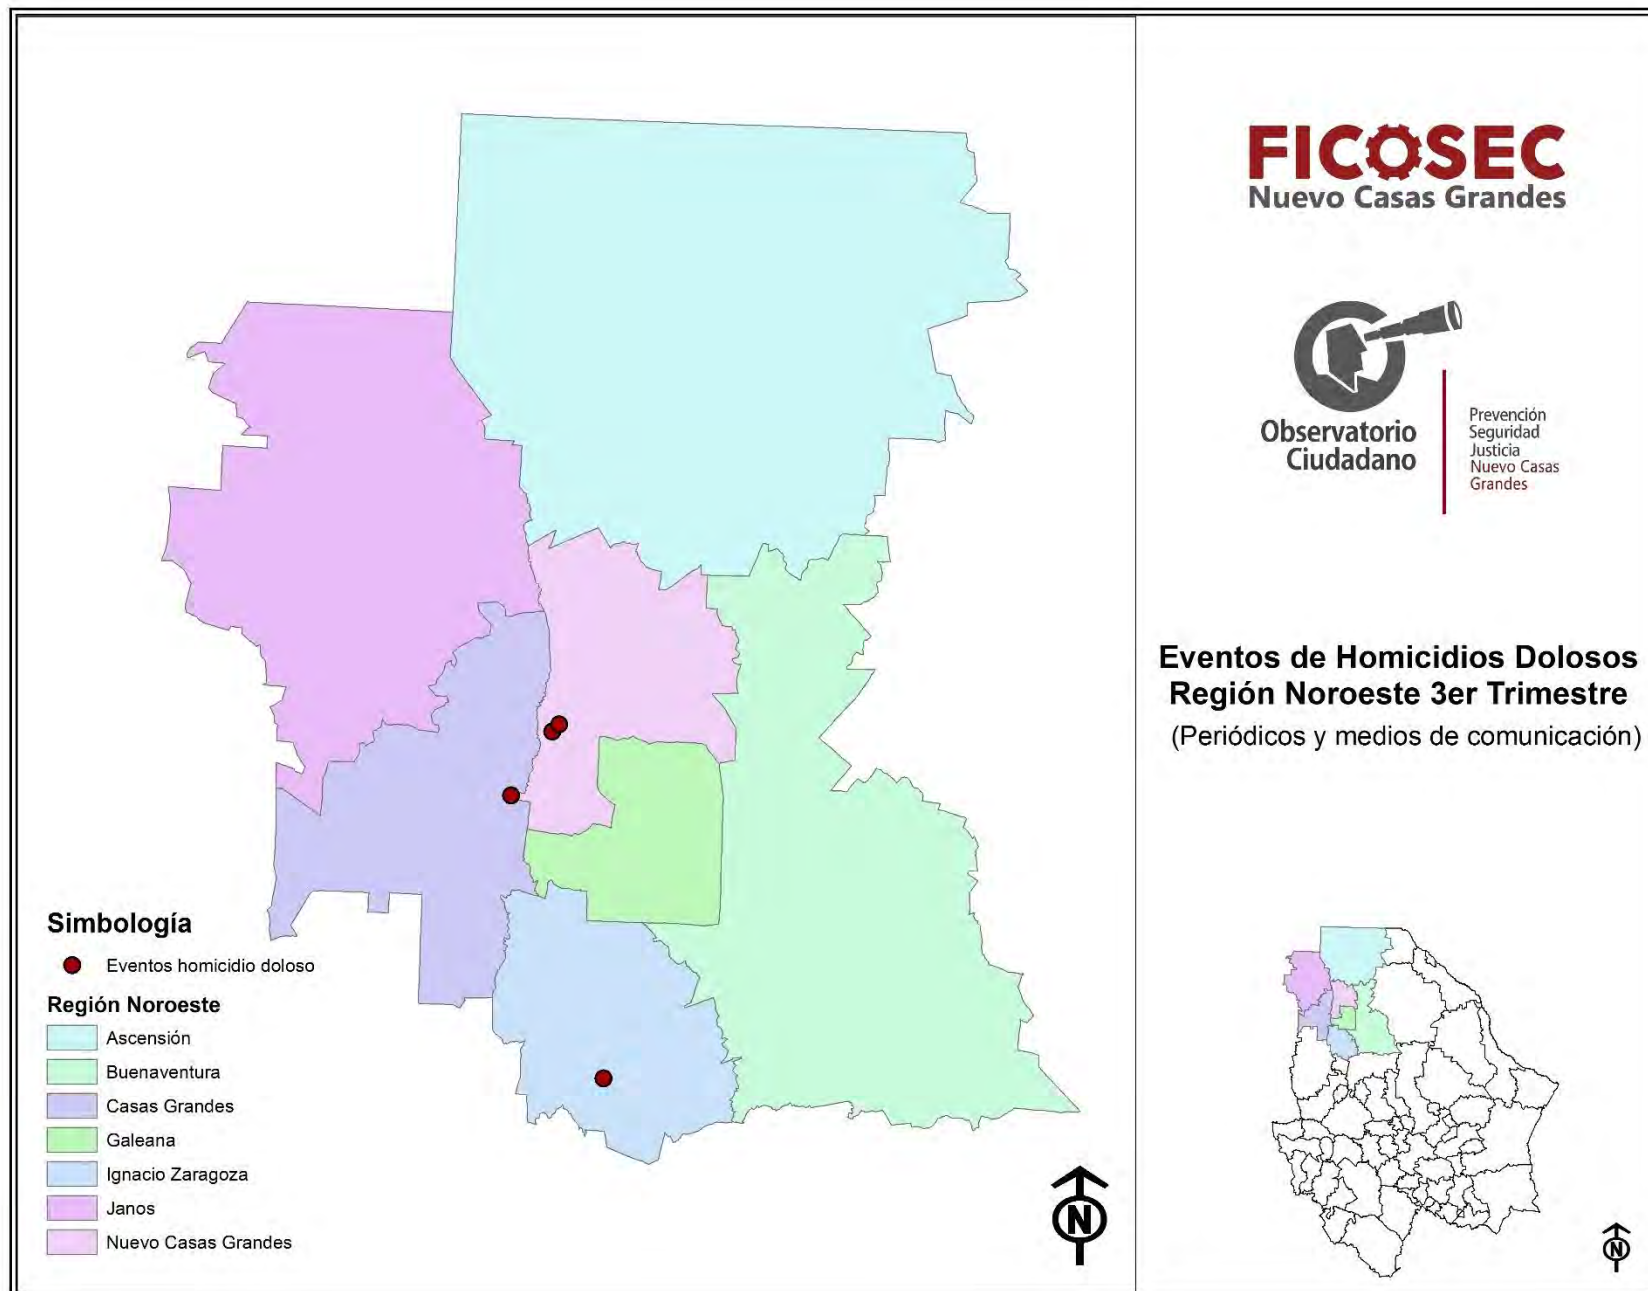 Simbología
Eventos homicidio doloso
Región Noroeste
Ascensión
Buenaventura
Casas Grandes
Galeana
Ignacio Zaragoza
Janos
Nuevo Casas Grandes
N
FICOSEC
Nuevo Casas Grandes
Observatorio
Ciudadano
Prevención
Seguridad
Justicia
Nuevo Casas
Grandes
Eventos de Homicidios Dolosos
Región Noroeste 3er Trimestre
(Periódicos y medios de comunicación)
N